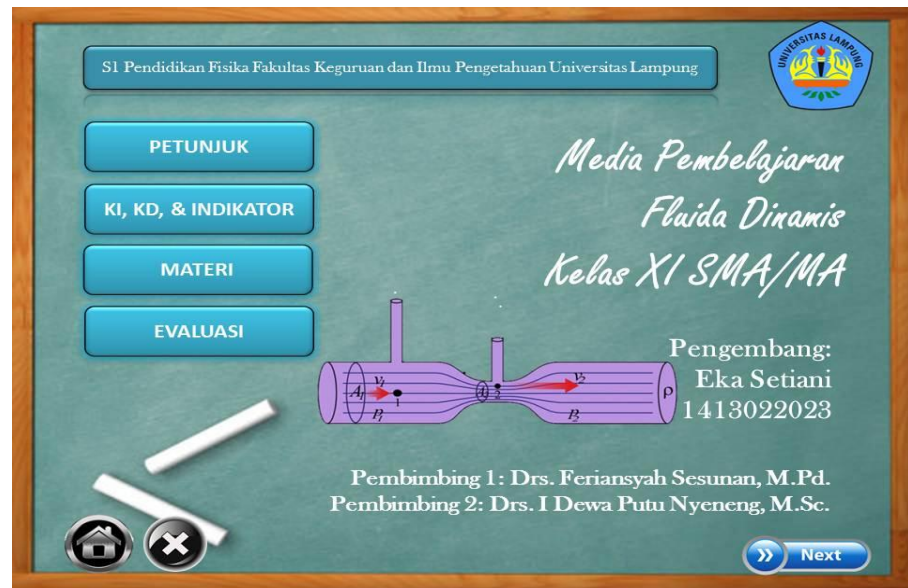 S1 Pendidikan Fisika Fakultas Keguruan dan Ilmu Pengetahuan Universitas Lampung
UNIVERSITAS LAMPUNG
PETUNJUK
KI, KD, & INDIKATOR
MATERI
EVALUASI
Media Pembelajaran
Fluida Dinamis
Kelas XI SMA/MA
A1 v1 1 P1
2 v2 P2 ρ
Pengembang:
Eka Setiani
1413022023
Pembimbing 1: Drs. Feriansyah Sesunan, M.Pd.
Pembimbing 2: Drs. I Dewa Putu Nyeneng, M.Sc.
Next